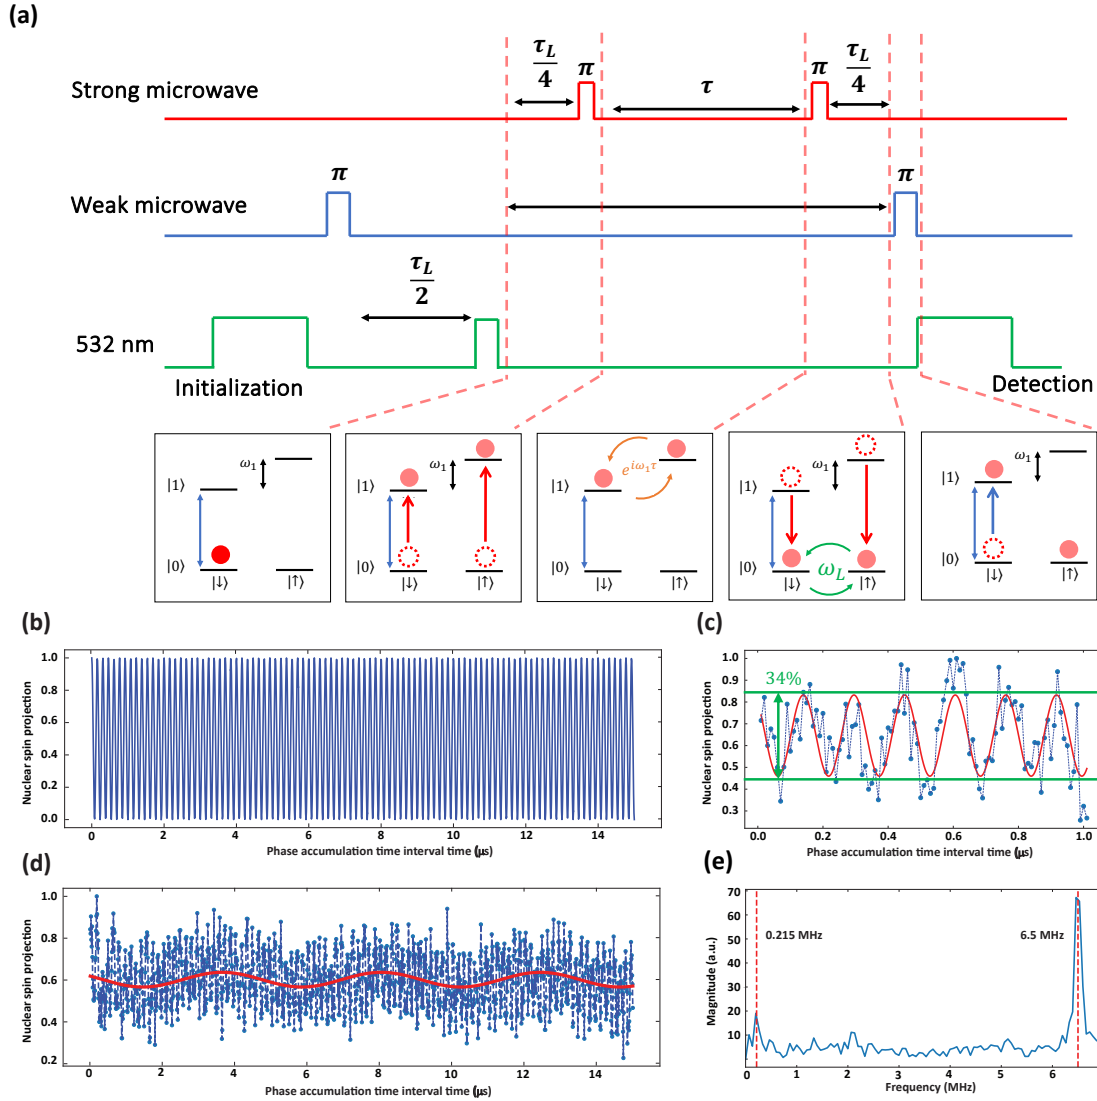 (a)
τ_L/4
π
τ
π
τ_L/4
Strong microwave
π
π
Weak microwave
τ_L/2
532 nm
Initialization
Detection
ω₁
|1⟩
|0⟩
|↓⟩
|↑⟩
ω₁
|1⟩
|0⟩
|↓⟩
|↑⟩
e^{iω₁τ}
|1⟩
|0⟩
|↓⟩
|↑⟩
ω₁
|1⟩
|0⟩
ω_L
|↓⟩
|↑⟩
ω₁
|1⟩
|0⟩
|↓⟩
|↑⟩
(b)
Nuclear spin projection
1.0
0.8
0.6
0.4
0.2
0.0
0 2 4 6 8 10 12 14
Phase accumulation time interval time (μs)
(c)
Nuclear spin projection
1.0
0.9
0.8
0.7
0.6
0.5
0.4
0.3
34%
0.0 0.2 0.4 0.6 0.8 1.0
Phase accumulation time interval time (μs)
(d)
Nuclear spin projection
1.0
0.8
0.6
0.4
0.2
0 2 4 6 8 10 12 14
Phase accumulation time interval time (μs)
(e)
Magnitude (a.u.)
70
60
50
40
30
20
10
0.215 MHz
6.5 MHz
0 1 2 3 4 5 6
Frequency (MHz)